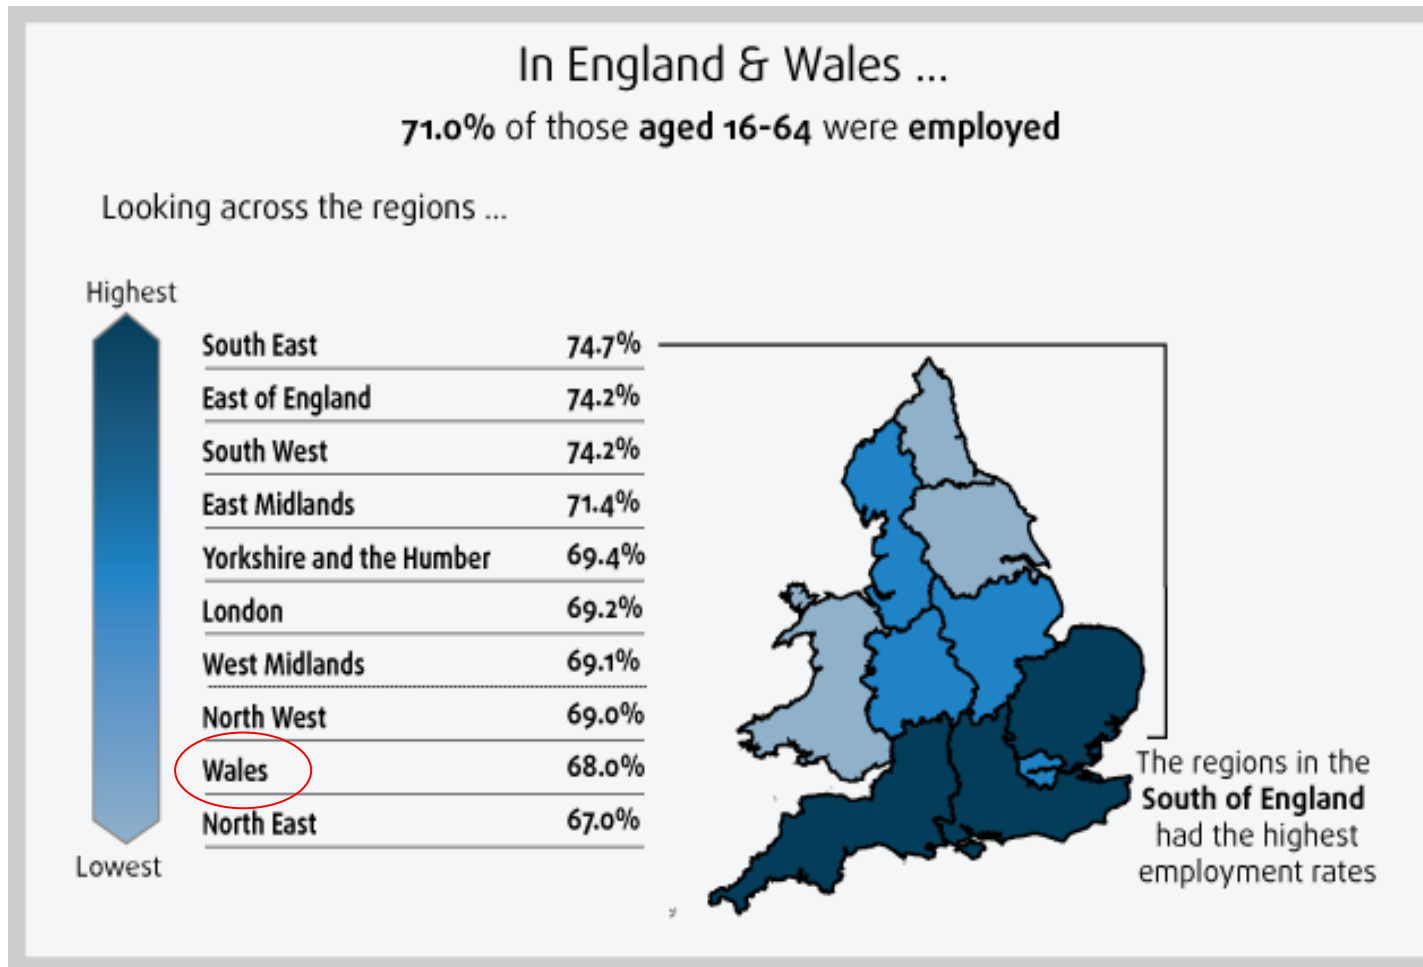 In England & Wales ...
71.0% of those aged 16-64 were employed
Looking across the regions ...
Highest
South East 74.7%
East of England 74.2%
South West 74.2%
East Midlands 71.4%
Yorkshire and the Humber 69.4%
London 69.2%
West Midlands 69.1%
North West 69.0%
Wales 68.0%
North East 67.0%
Lowest
The regions in the
South of England
had the highest
employment rates